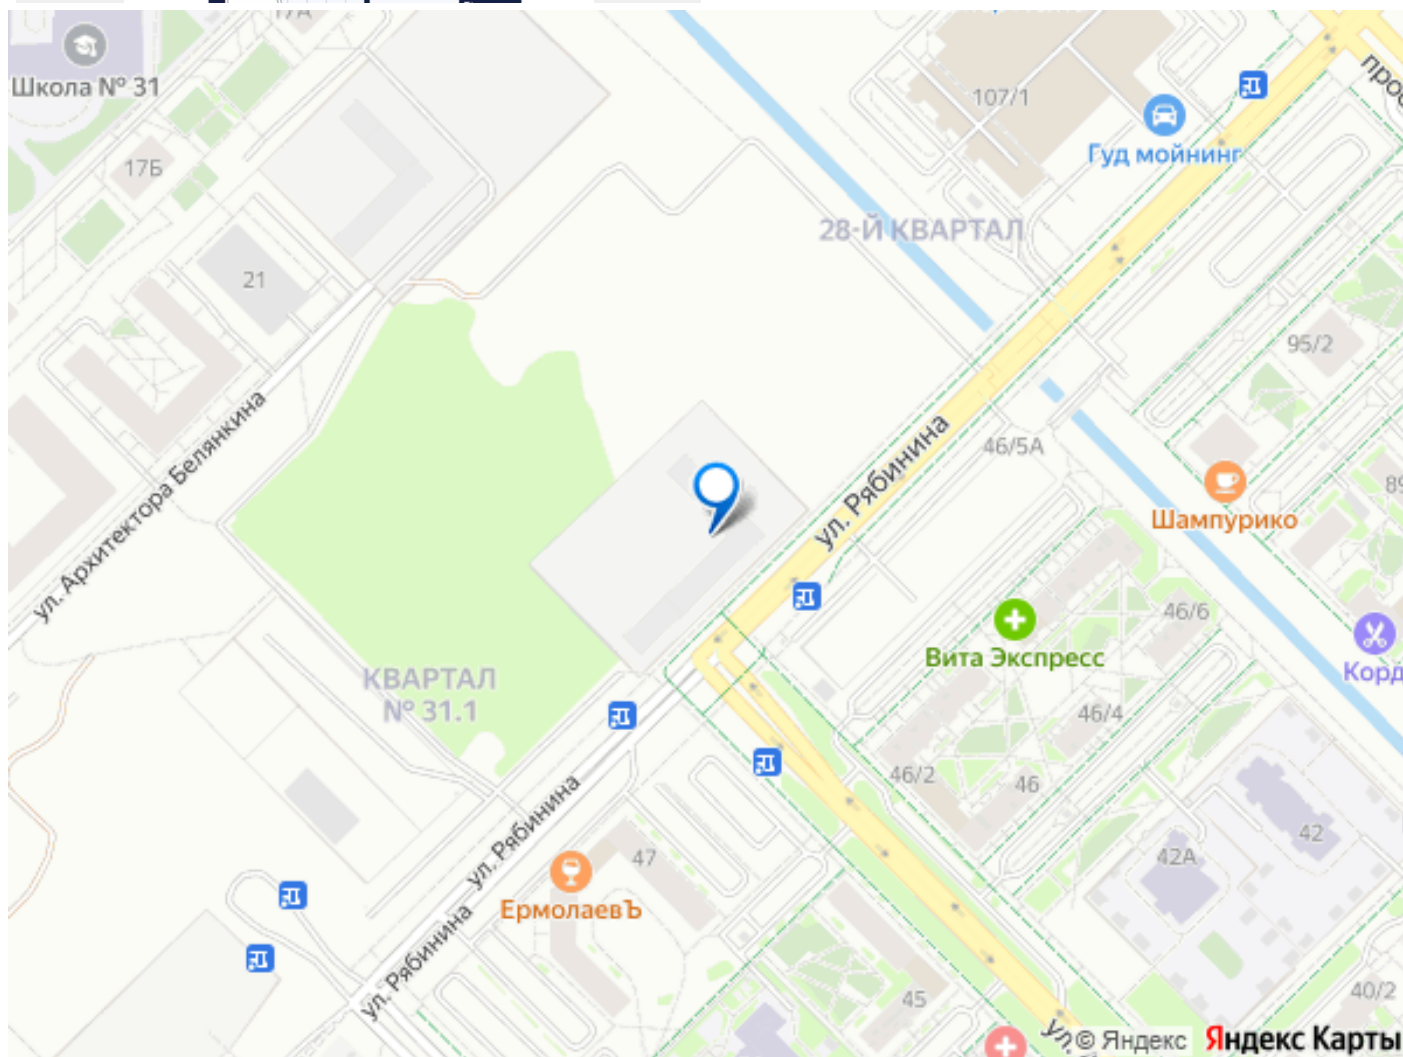 Школа № 31
17Б
107/1
Гуд мойнинг
28-Й КВАРТАЛ
21
95/2
ул. Архитектора Белянкина
ул. Рябинина
46/5А
Шампурико
46/6
Вита Экспресс
КВАРТАЛ
№ 31.1
46/4
46/2
46
42
42А
ул. Рябинина
47
ЕрмолаевЪ
ул. Рябинина
45
40/2
© Яндекс
Яндекс Карты